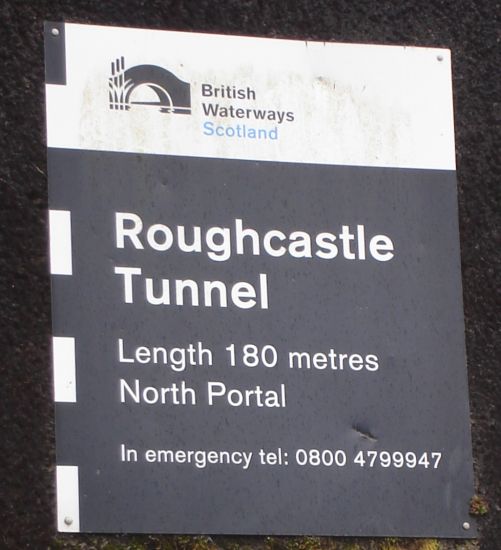 British
Waterways
Scotland
Roughcastle
Tunnel
Length 180 metres
North Portal
In emergency tel: 0800 4799947